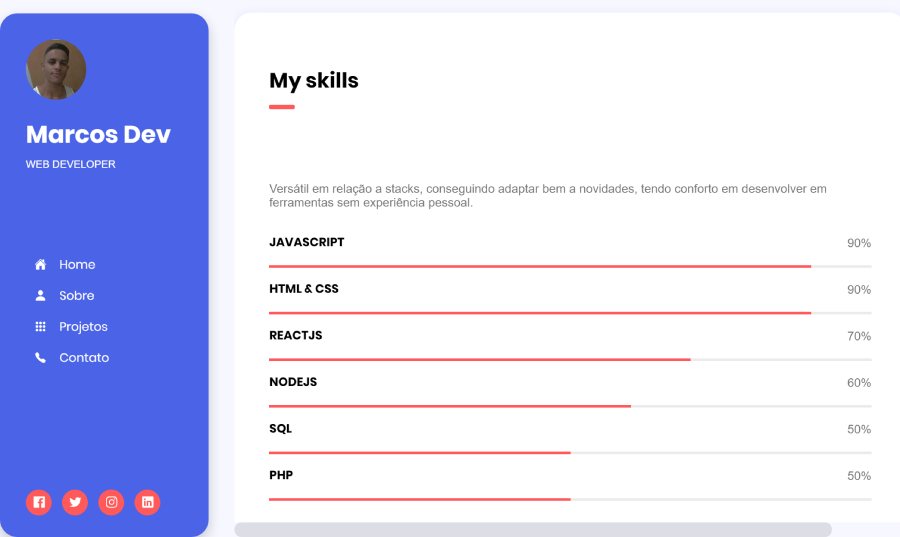 Marcos Dev
WEB DEVELOPER
Home
Sobre
Projetos
Contato
My skills
Versátil em relação a stacks, conseguindo adaptar bem a novidades, tendo conforto em desenvolver em
ferramentas sem experiência pessoal.
JAVASCRIPT 90%
HTML & CSS 90%
REACTJS 70%
NODEJS 60%
SQL 50%
PHP 50%